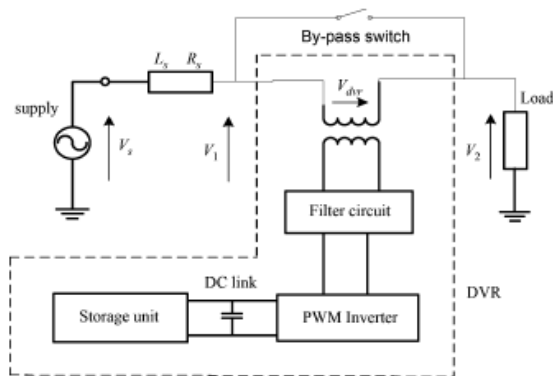 By-pass switch
Ls Rs
Vdvr
Load
supply
Vs
V1
V2
Filter circuit
DC link
DVR
Storage unit
PWM Inverter